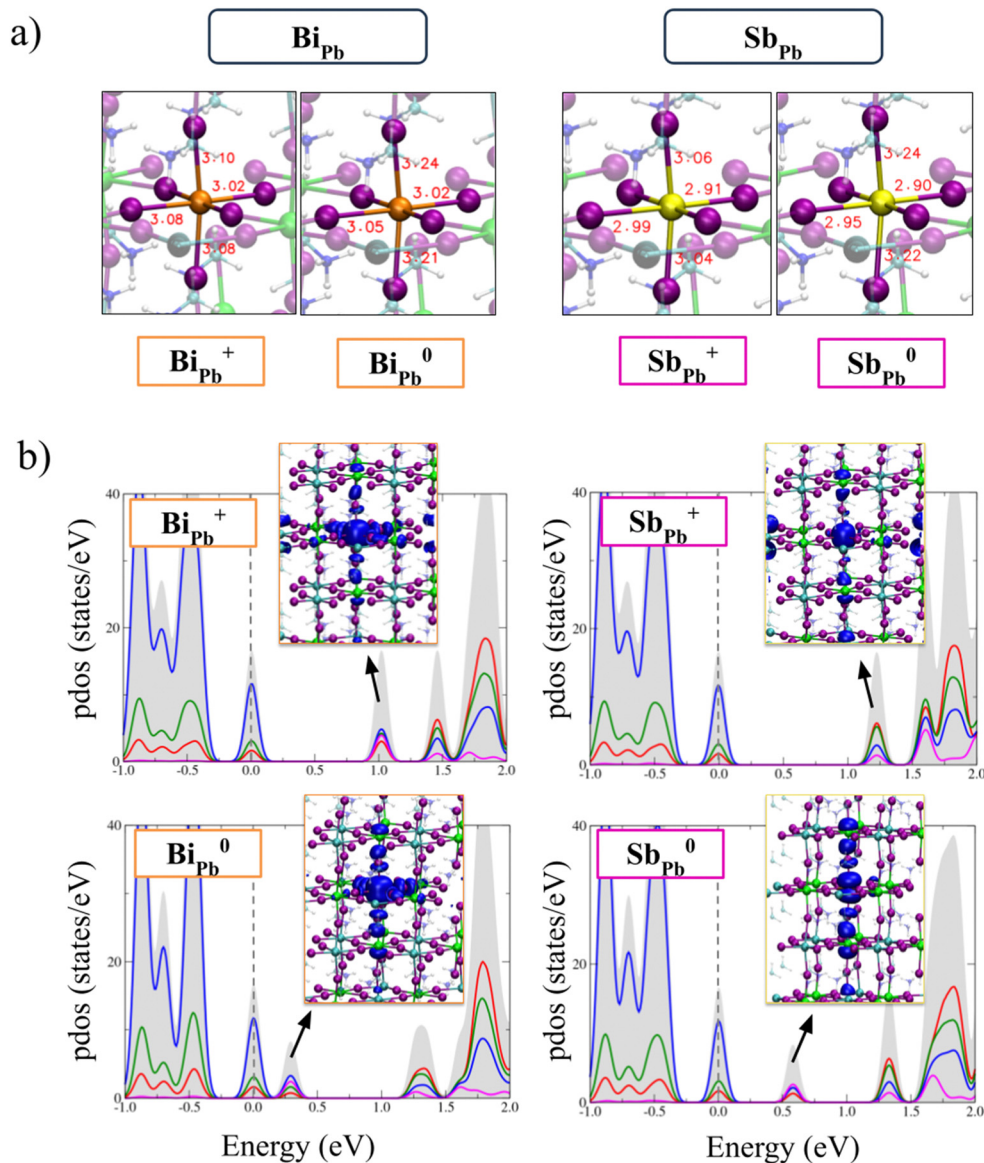 a)
Bi_Pb
Sb_Pb
3.10
3.02
3.08
3.08
3.24
3.02
3.05
3.21
3.06
2.91
2.99
3.04
3.24
2.90
2.95
3.22
Bi_Pb^+
Bi_Pb^0
Sb_Pb^+
Sb_Pb^0
b)
Bi_Pb^+
pdos (states/eV)
40
20
0
-1.0 -0.5 0.0 0.5 1.0 1.5 2.0
Sb_Pb^+
pdos (states/eV)
40
20
0
-1.0 -0.5 0.0 0.5 1.0 1.5 2.0
Bi_Pb^0
pdos (states/eV)
40
20
0
-1.0 -0.5 0.0 0.5 1.0 1.5 2.0
Energy (eV)
Sb_Pb^0
pdos (states/eV)
40
20
0
-1.0 -0.5 0.0 0.5 1.0 1.5 2.0
Energy (eV)